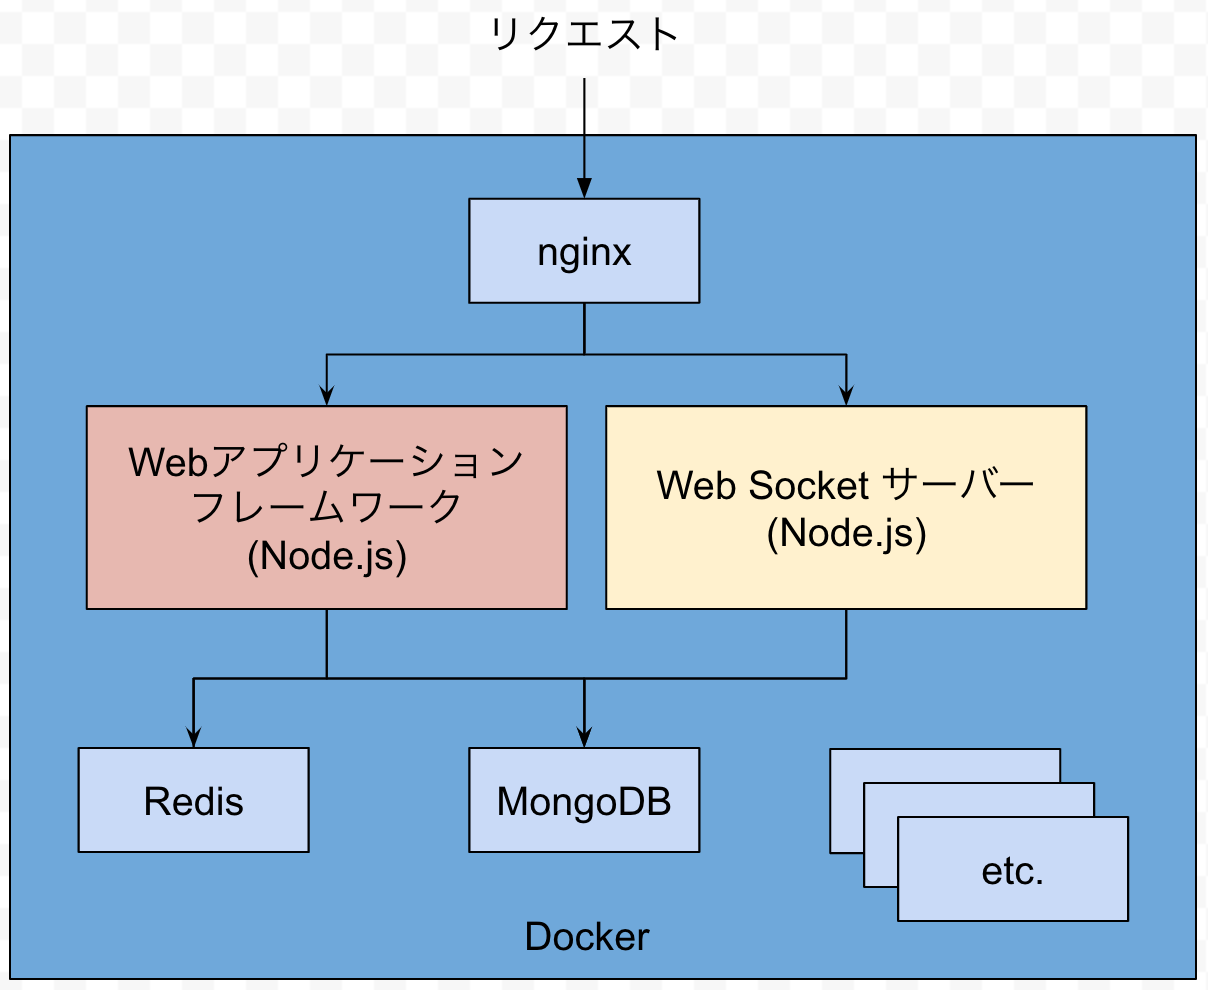 リクエスト
nginx
Webアプリケーション
フレームワーク
(Node.js)
Web Socket サーバー
(Node.js)
Redis
MongoDB
etc.
Docker